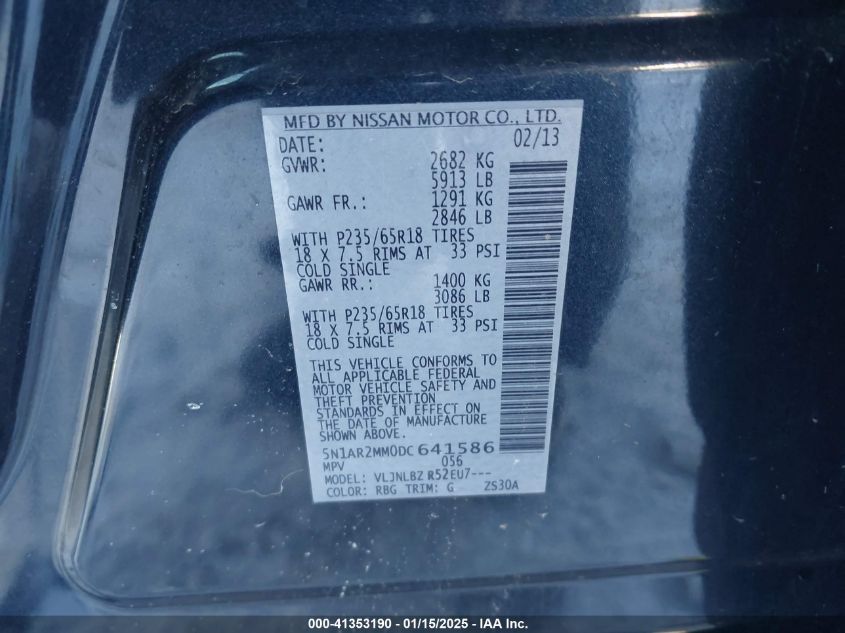 MFD BY NISSAN MOTOR CO., LTD.
DATE: 02/13
GVWR: 2682 KG
5913 LB
GAWR FR.: 1291 KG
2846 LB
WITH P235/65R18 TIRES
18 X 7.5 RIMS AT 33 PSI
COLD SINGLE
GAWR RR.: 1400 KG
3086 LB
WITH P235/65R18 TIRES
18 X 7.5 RIMS AT 33 PSI
COLD SINGLE
THIS VEHICLE CONFORMS TO
ALL APPLICABLE FEDERAL
MOTOR VEHICLE SAFETY AND
THEFT PREVENTION
STANDARDS IN EFFECT ON
THE DATE OF MANUFACTURE
SHOWN ABOVE.
5N1AR2MM0DC641586
MPV 056
MODEL: VLJNLBZ R52EU7---
COLOR: RBG TRIM: G ZS30A
000-41353190 - 01/15/2025 - IAA Inc.